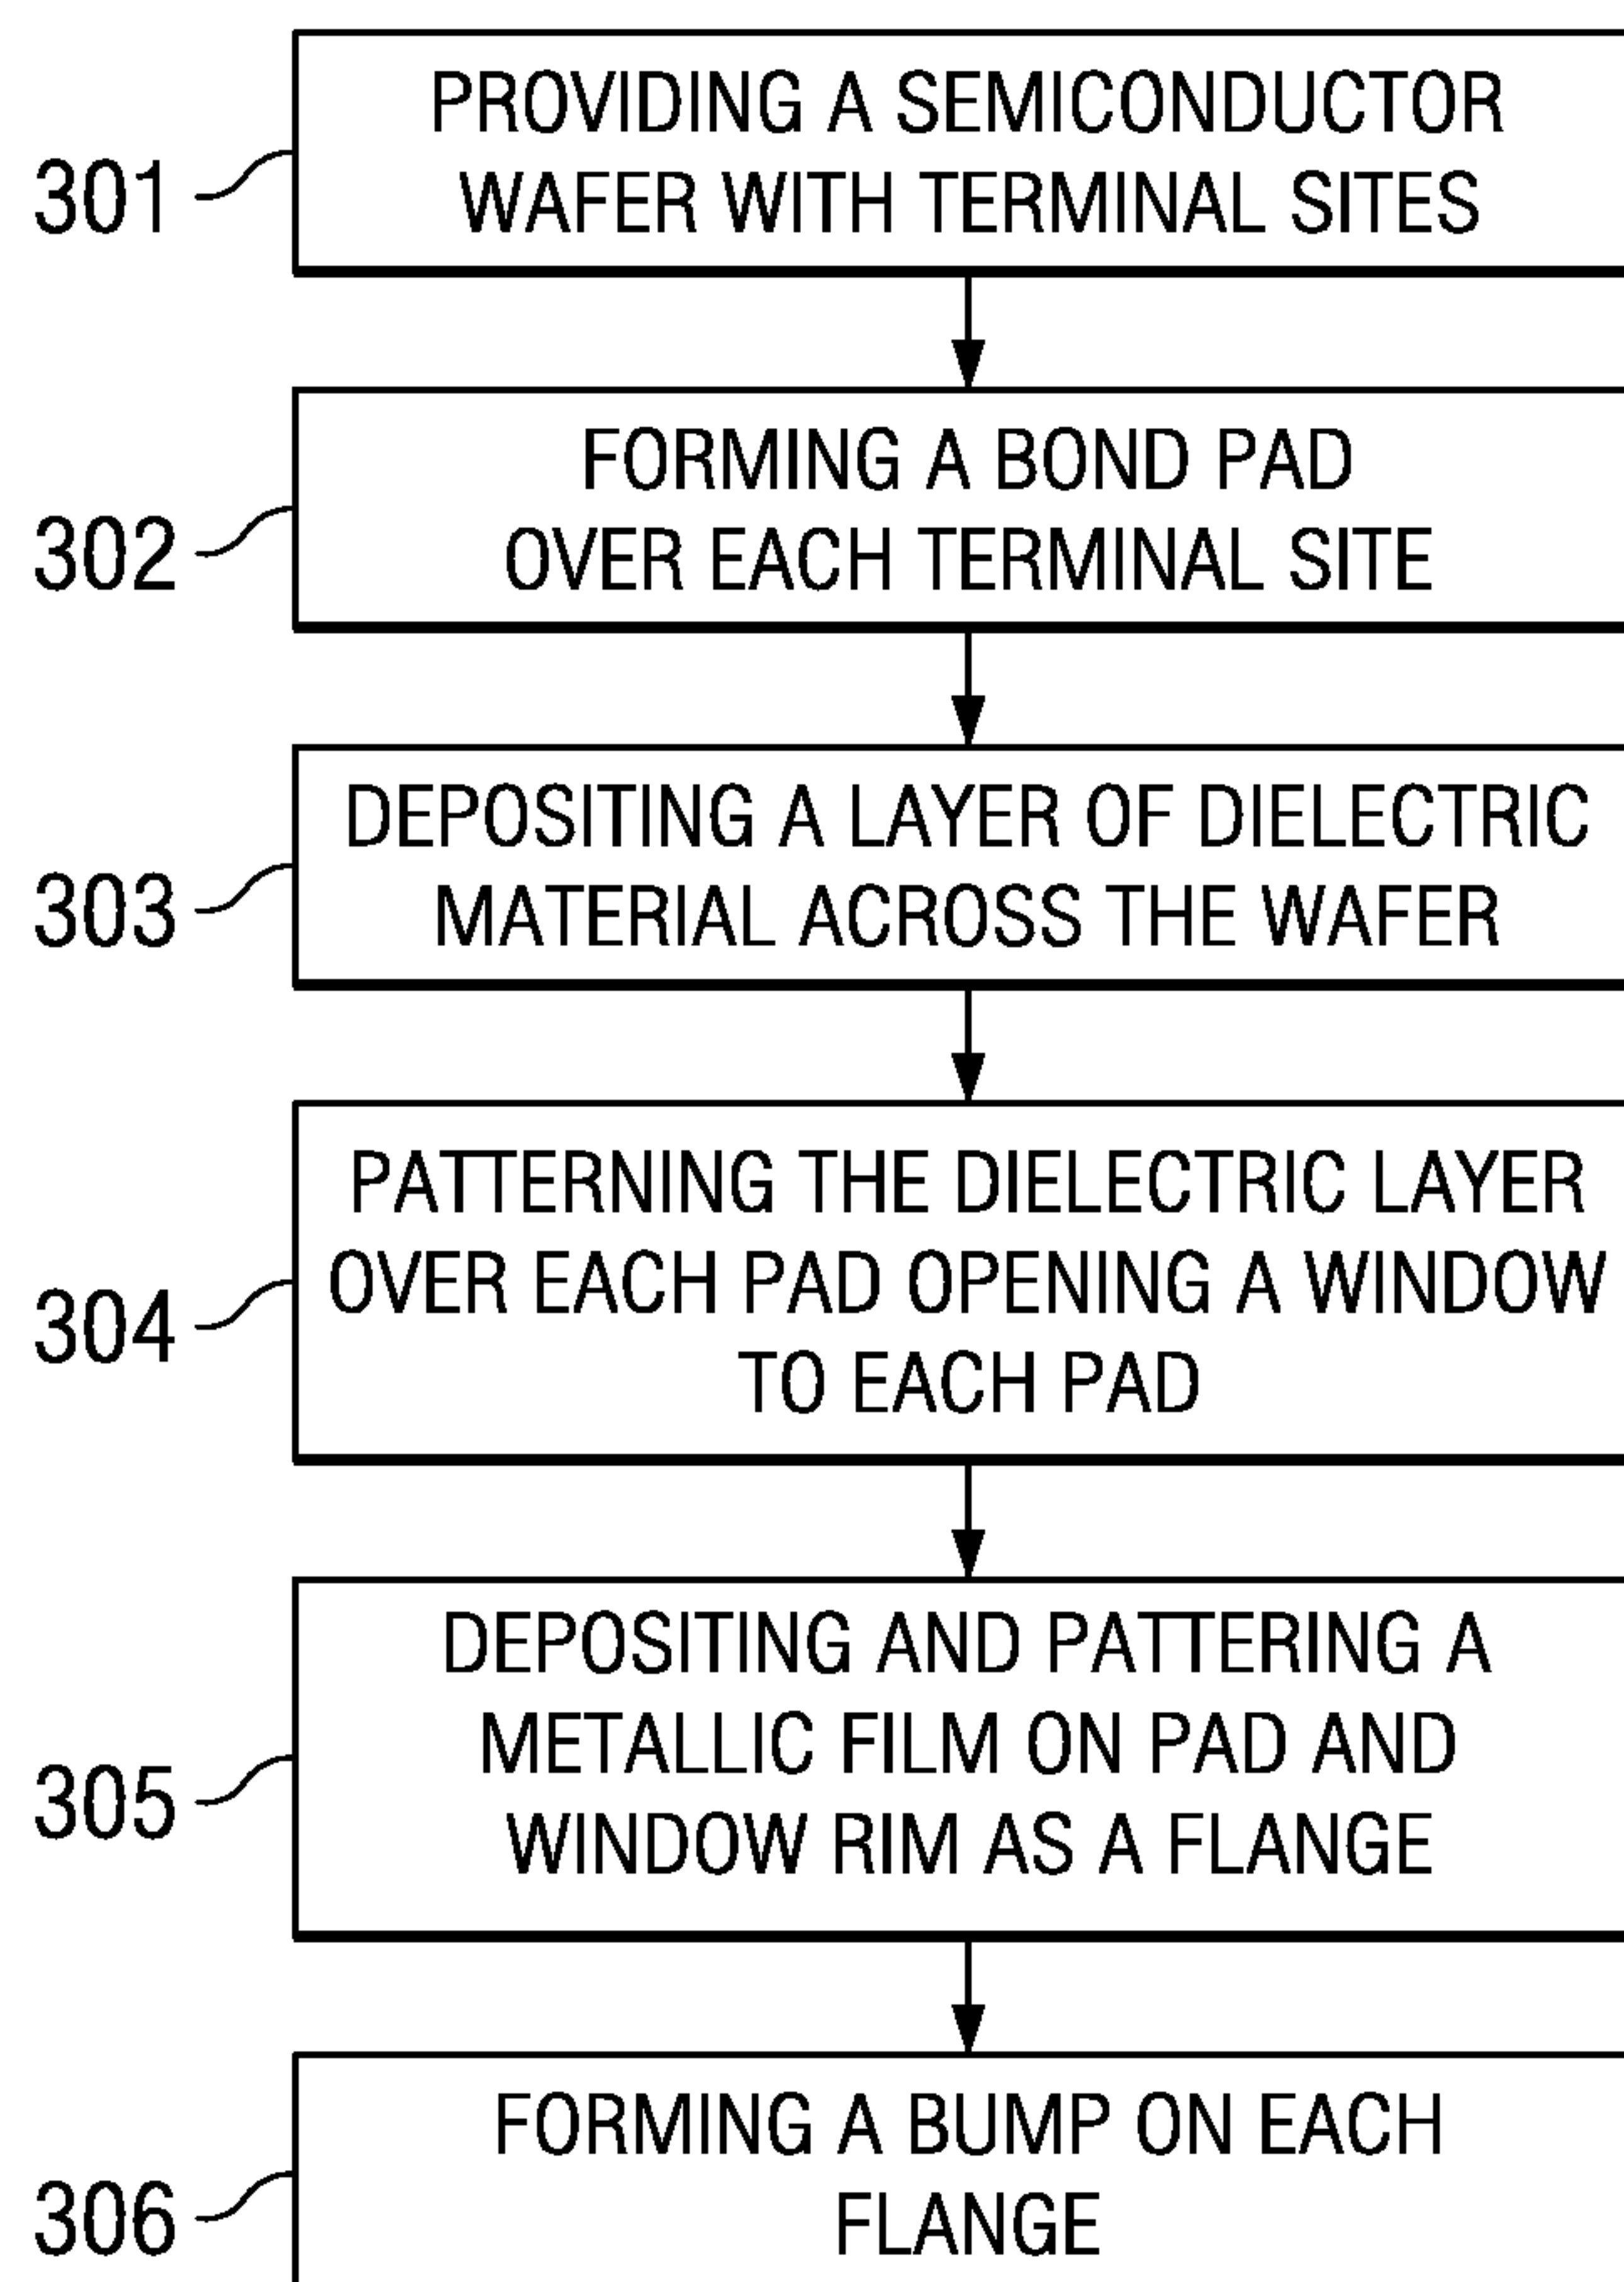 PROVIDING A SEMICONDUCTOR
WAFER WITH TERMINAL SITES
301
FORMING A BOND PAD
OVER EACH TERMINAL SITE
302
DEPOSITING A LAYER OF DIELECTRIC
MATERIAL ACROSS THE WAFER
303
PATTERNING THE DIELECTRIC LAYER
OVER EACH PAD OPENING A WINDOW
TO EACH PAD
304
DEPOSITING AND PATTERING A
METALLIC FILM ON PAD AND
WINDOW RIM AS A FLANGE
305
FORMING A BUMP ON EACH
FLANGE
306